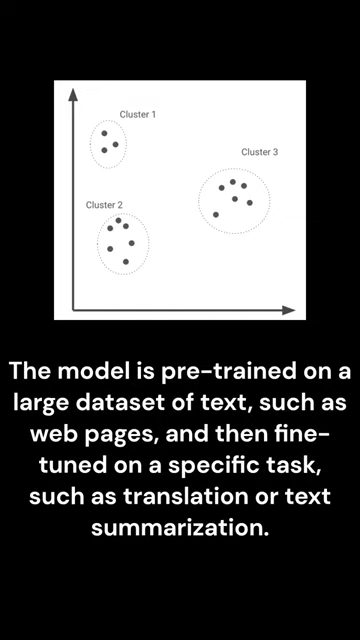 Cluster 1
Cluster 3
Cluster 2
The model is pre-trained on a
large dataset of text, such as
web pages, and then fine-
tuned on a specific task,
such as translation or text
summarization.